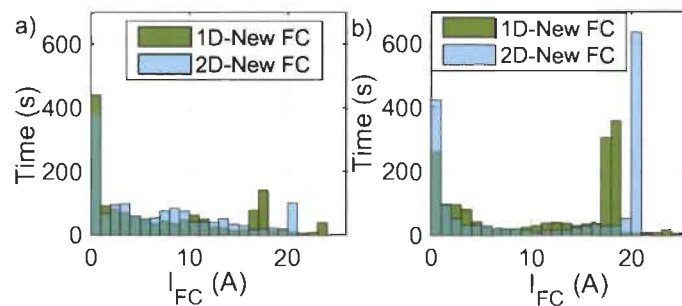 a)
600
400
200
0
Time (s)
1D-New FC
2D-New FC
0 10 20
I_FC (A)
b)
600
400
200
0
Time (s)
1D-New FC
2D-New FC
0 10 20
I_FC (A)